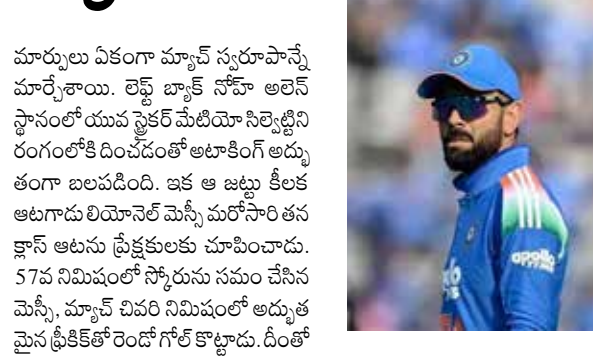 మార్పులు ఏకంగా మ్యాచ్ స్వరూపాన్నే
మార్చేశాయి. లెఫ్ట్ బ్యాక్ నోహ్ అలెన్
స్థానంలో యువ స్ట్రైకర్ మేటియో సిల్వెట్టిని
రంగంలోకి దించడంతో అటాకింగ్ అద్భు
తంగా బలపడింది. ఇక ఆ జట్టు కీలక
ఆటగాడు లియోనెల్ మెస్సీ మరోసారి తన
క్లాస్ ఆటను ప్రేక్షకులకు చూపించాడు.
57వ నిమిషంలో స్కోరును సమం చేసిన
మెస్సీ, మ్యాచ్ చివరి నిమిషంలో అద్భుత
మైన ఫ్రీకిక్‌తో రెండో గోల్ కొట్టాడు. దీంతో
apollo